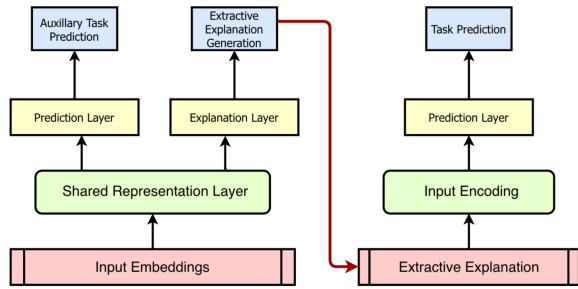 Auxillary Task
Prediction
Extractive
Explanation
Generation
Task Prediction
Prediction Layer
Explanation Layer
Prediction Layer
Shared Representation Layer
Input Encoding
Input Embeddings
Extractive Explanation